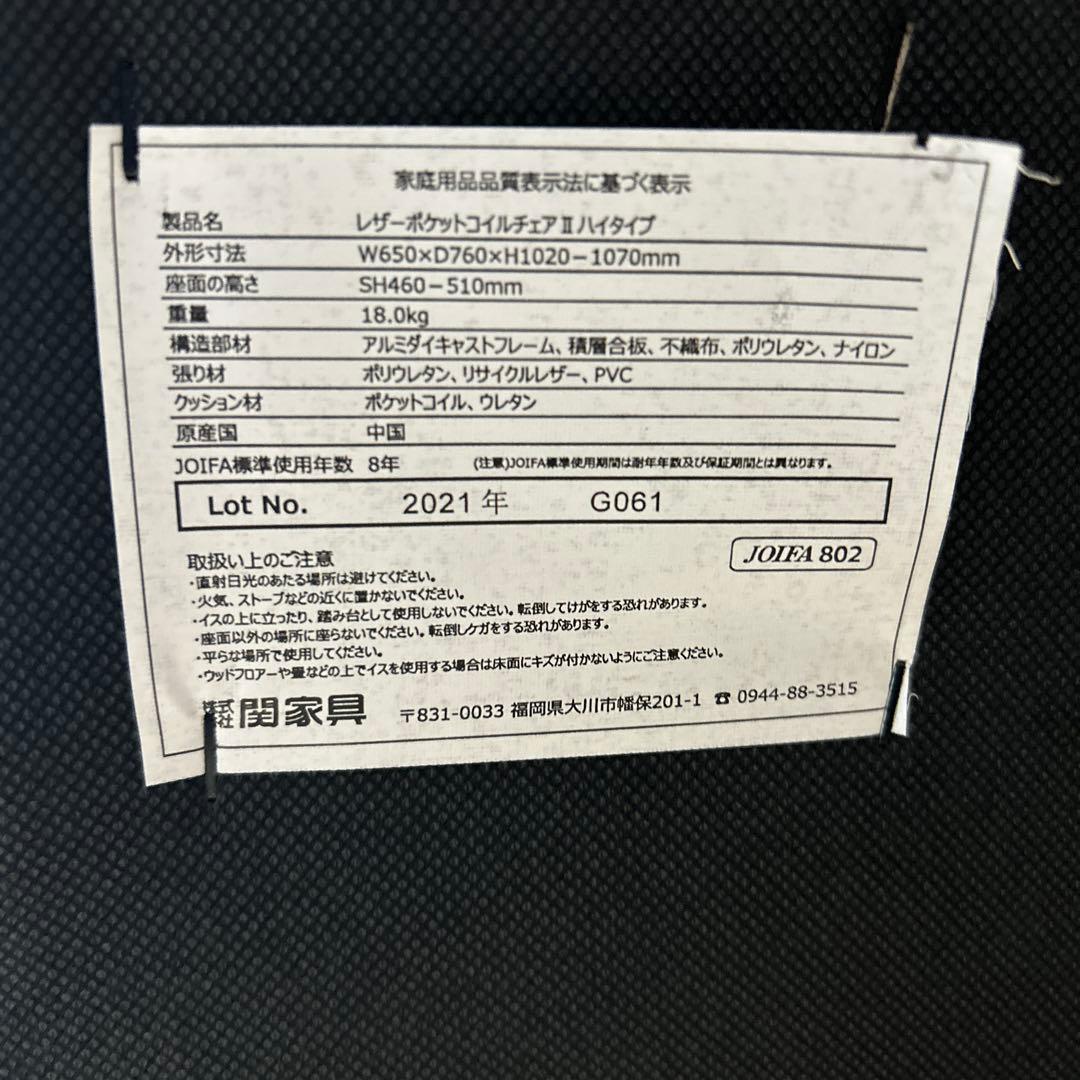 家庭用品品質表示法に基づく表示
製品名 レザーポケットコイルチェアⅡハイタイプ
外形寸法 W650×D760×H1020－1070mm
座面の高さ SH460－510mm
重量 18.0kg
構造部材 アルミダイキャストフレーム、積層合板、不織布、ポリウレタン、ナイロン
張り材 ポリウレタン、リサイクルレザー、PVC
クッション材 ポケットコイル、ウレタン
原産国 中国
JOIFA標準使用年数 8年 (注意)JOIFA標準使用期間は耐年年数及び保証期間とは異なります。
Lot No. 2021 年 G061
取扱い上のご注意
JOIFA 802
・直射日光のあたる場所は避けてください。
・火気、ストーブなどの近くに置かないでください。
・イスの上に立ったり、踏み台として使用しないでください。転倒してけがをする恐れがあります。
・座面以外の場所に座らないでください。転倒しケガをする恐れがあります。
・平らな場所で使用してください。
・ウッドフロアーや畳などの上でイスを使用する場合は床面にキズが付かないようにご注意ください。
株式会社 関家具 〒831-0033 福岡県大川市幡保201-1 ☎ 0944-88-3515